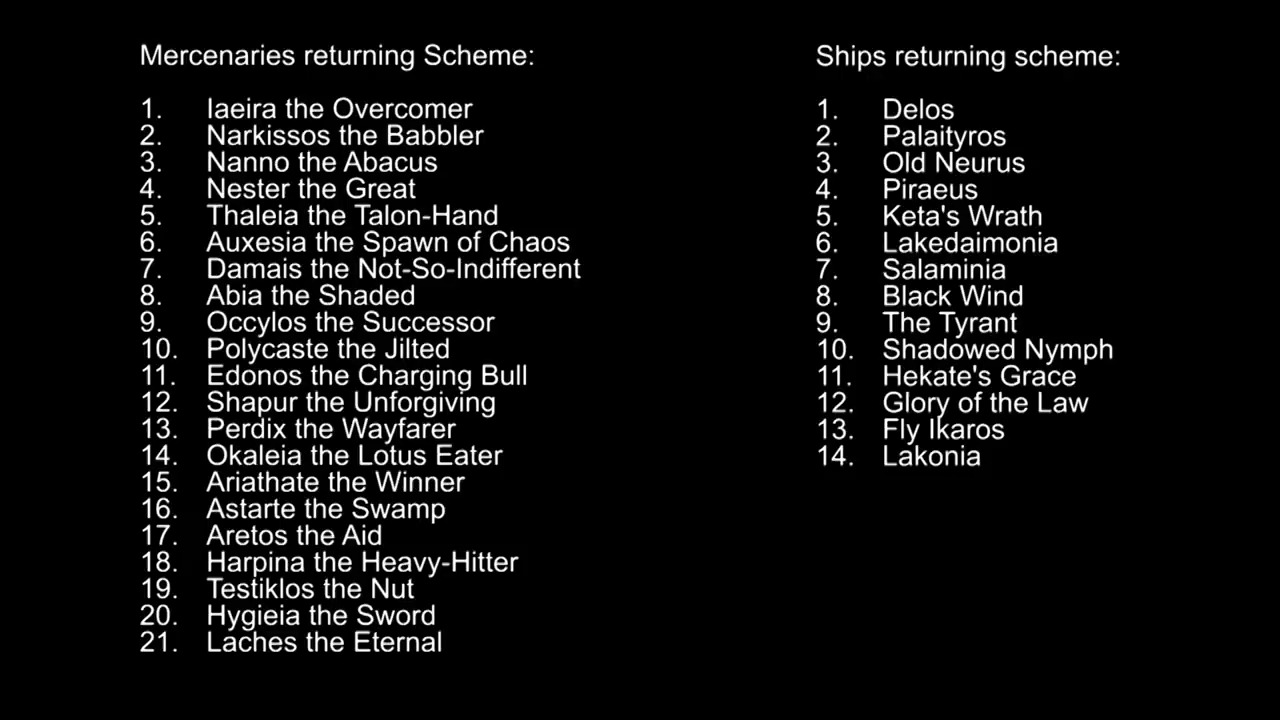 Mercenaries returning Scheme:
1. Iaeira the Overcomer
2. Narkissos the Babbler
3. Nanno the Abacus
4. Nester the Great
5. Thaleia the Talon-Hand
6. Auxesia the Spawn of Chaos
7. Damais the Not-So-Indifferent
8. Abia the Shaded
9. Occylos the Successor
10. Polycaste the Jilted
11. Edonos the Charging Bull
12. Shapur the Unforgiving
13. Perdix the Wayfarer
14. Okaleia the Lotus Eater
15. Ariathate the Winner
16. Astarte the Swamp
17. Aretos the Aid
18. Harpina the Heavy-Hitter
19. Testiklos the Nut
20. Hygieia the Sword
21. Laches the Eternal
Ships returning scheme:
1. Delos
2. Palaityros
3. Old Neurus
4. Piraeus
5. Keta's Wrath
6. Lakedaimonia
7. Salaminia
8. Black Wind
9. The Tyrant
10. Shadowed Nymph
11. Hekate's Grace
12. Glory of the Law
13. Fly Ikaros
14. Lakonia